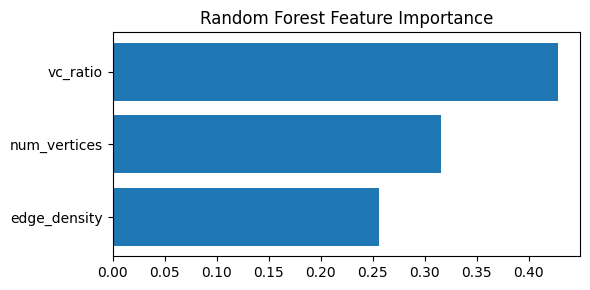 Random Forest Feature Importance
vc_ratio
num_vertices
edge_density
0.00 0.05 0.10 0.15 0.20 0.25 0.30 0.35 0.40